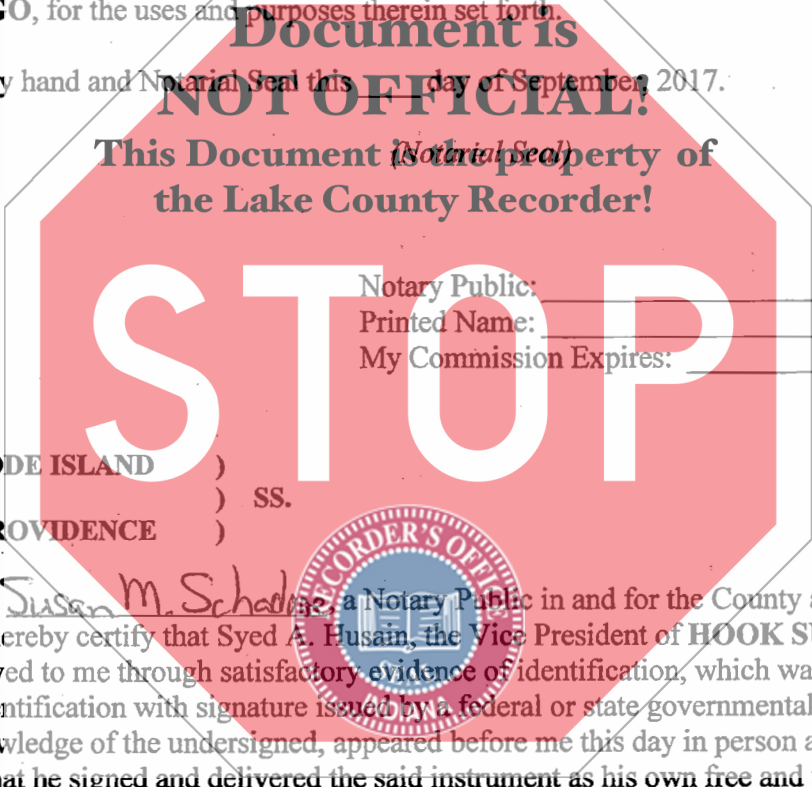 GO, for the uses and purposes therein set forth.
Document is
y hand and Notarial Seal this ____ day of September, 2017.
NOT OFFICIAL!
This Document is the property of
(Notarial Seal)
the Lake County Recorder!
STOP
Notary Public:
Printed Name:
My Commission Expires:
DE ISLAND )
) SS.
ROVIDENCE )
RECORDER'S OFFICE
Susan M. , a Notary Public in and for the County
ereby certify that Syed A. Husain, the Vice President of HOOK
ved to me through satisfactory evidence of identification, which wa
ntification with signature issued by a federal or state governmental
SEAL
INDIANA
wledge of the undersigned, appeared before me this day in person a
hat he signed and delivered the said instrument as his own free and